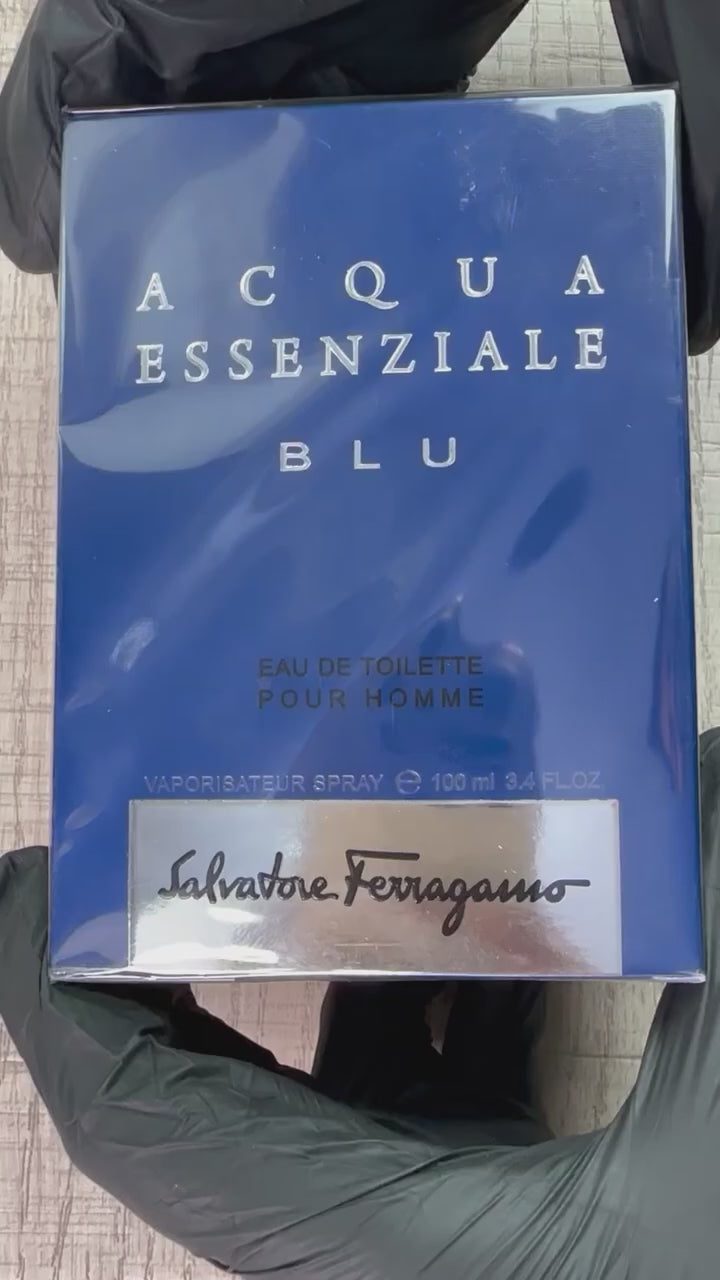 ACQUA
ESSENZIALE
BLU
EAU DE TOILETTE
POUR HOMME
VAPORISATEUR SPRAY ℮ 100 ml 3.4 FL.OZ.
Salvatore Ferragamo